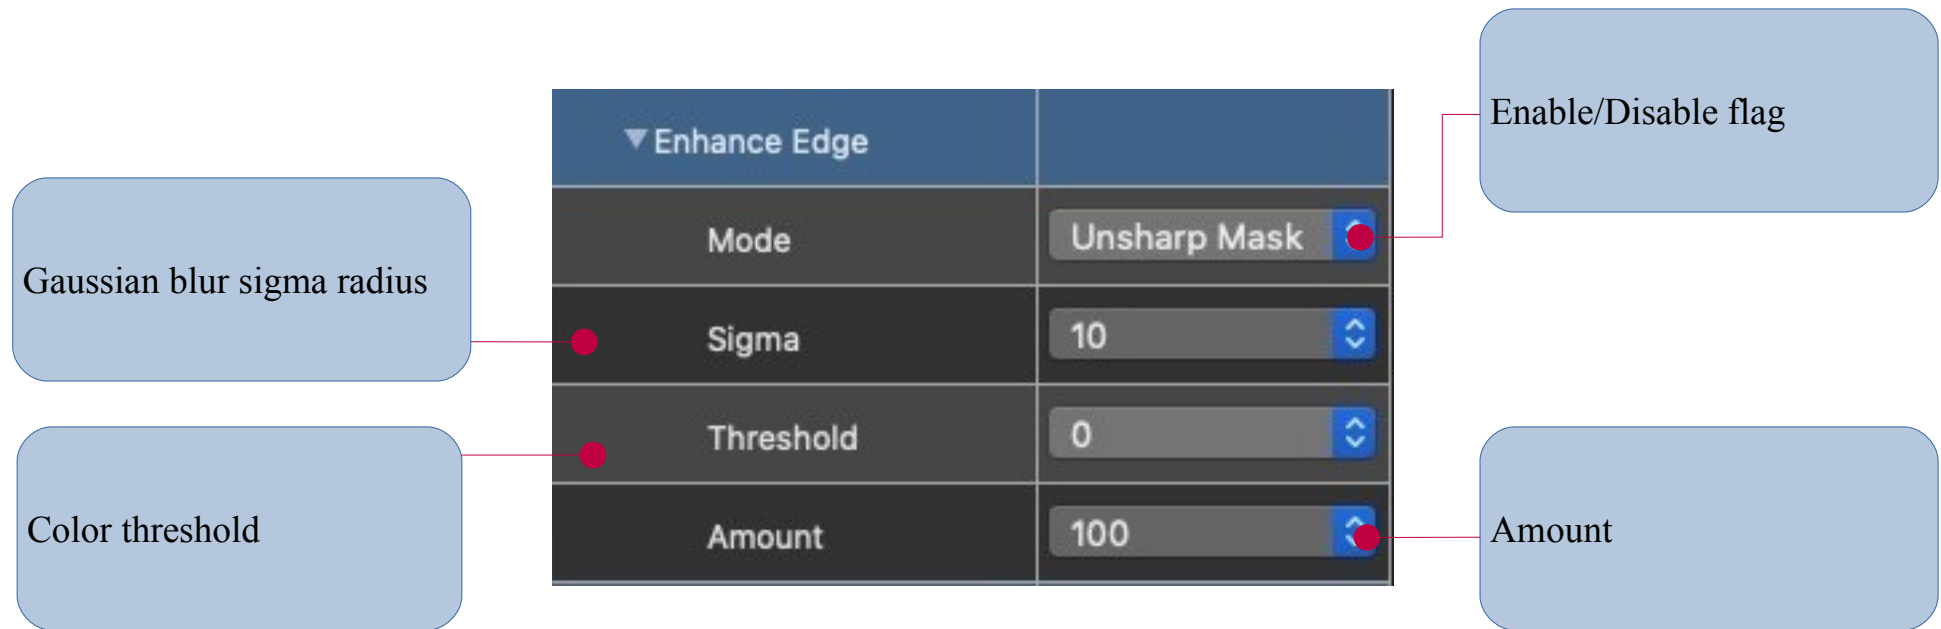 Enable/Disable flag
Enhance Edge
Mode
Unsharp Mask
Gaussian blur sigma radius
Sigma
10
Threshold
0
Color threshold
Amount
100
Amount